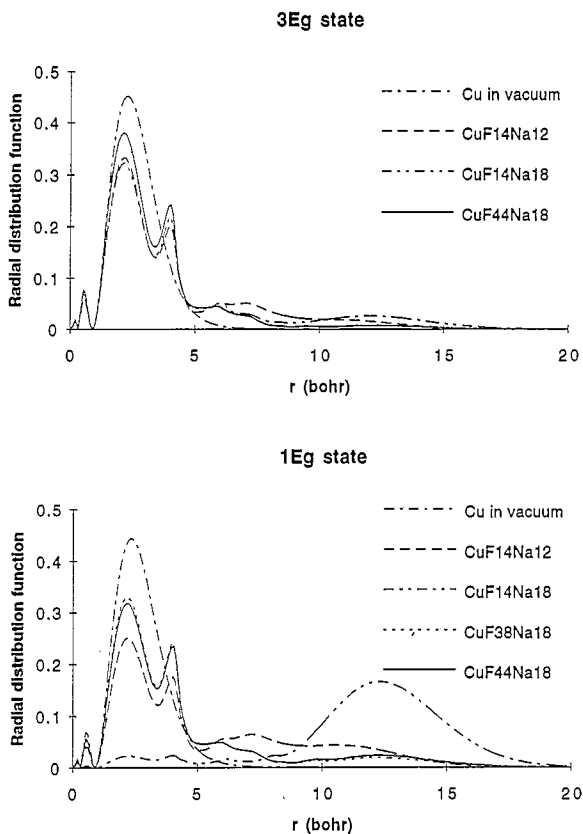 3Eg state
Radial distribution function
0.5
0.4
0.3
0.2
0.1
0
0
5
10
15
20
r (bohr)
Cu in vacuum
CuF14Na12
CuF14Na18
CuF44Na18
1Eg state
Radial distribution function
0.5
0.4
0.3
0.2
0.1
0
0
5
10
15
20
r (bohr)
Cu in vacuum
CuF14Na12
CuF14Na18
CuF38Na18
CuF44Na18